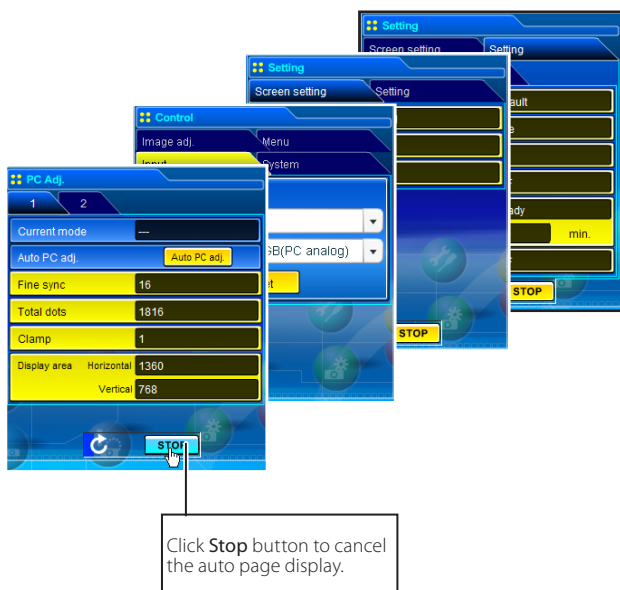 Setting
Screen setting Setting
ault
e
ady
min.
STOP
Setting
Screen setting Setting
STOP
Control
Image adj. Menu
Input System
GB(PC analog)
et
PC Adj.
1 2
Current mode ---
Auto PC adj. Auto PC adj.
Fine sync 16
Total dots 1816
Clamp 1
Display area Horizontal 1360
Vertical 768
STOP
Click Stop button to cancel
the auto page display.